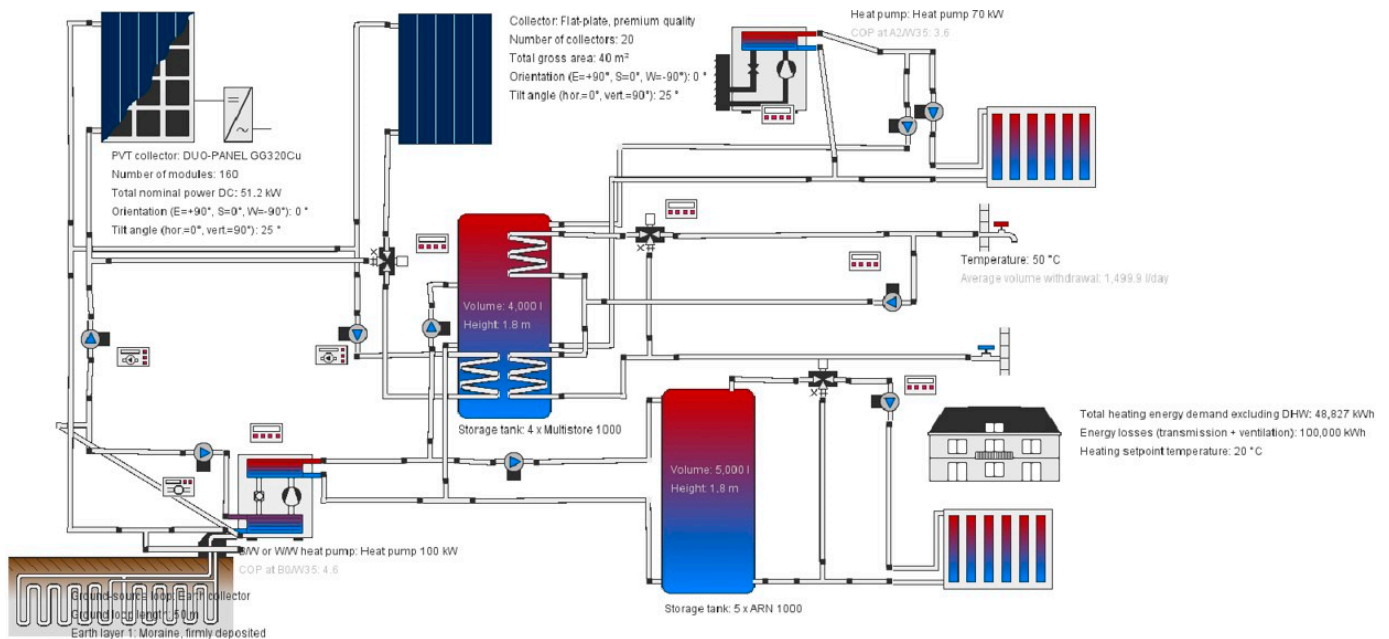 Collector: Flat-plate, premium quality
Number of collectors: 20
Total gross area: 40 m²
Orientation (E=+90°, S=0°, W=-90°): 0 °
Tilt angle (hor.=0°, vert.=90°): 25 °
Heat pump: Heat pump 70 kW
COP at A2/W35: 3.6
PVT collector: DUO-PANEL GG320Cu
Number of modules: 160
Total nominal power DC: 51.2 kW
Orientation (E=+90°, S=0°, W=-90°): 0 °
Tilt angle (hor.=0°, vert.=90°): 25 °
Temperature: 50 °C
Average volume withdrawal: 1,499.9 l/day
Volume: 4,000 l
Height: 1.8 m
Storage tank: 4 x Multistore 1000
Total heating energy demand excluding DHW: 48,827 kWh
Energy losses (transmission + ventilation): 100,000 kWh
Heating setpoint temperature: 20 °C
Volume: 5,000 l
Height: 1.8 m
Storage tank: 5 x ARN 1000
B/W or W/W heat pump: Heat pump 100 kW
COP at B0/W35: 4.6
Ground-source loop: Earth collector
Ground loop length: 50 m
Earth layer 1: Moraine, firmly deposited